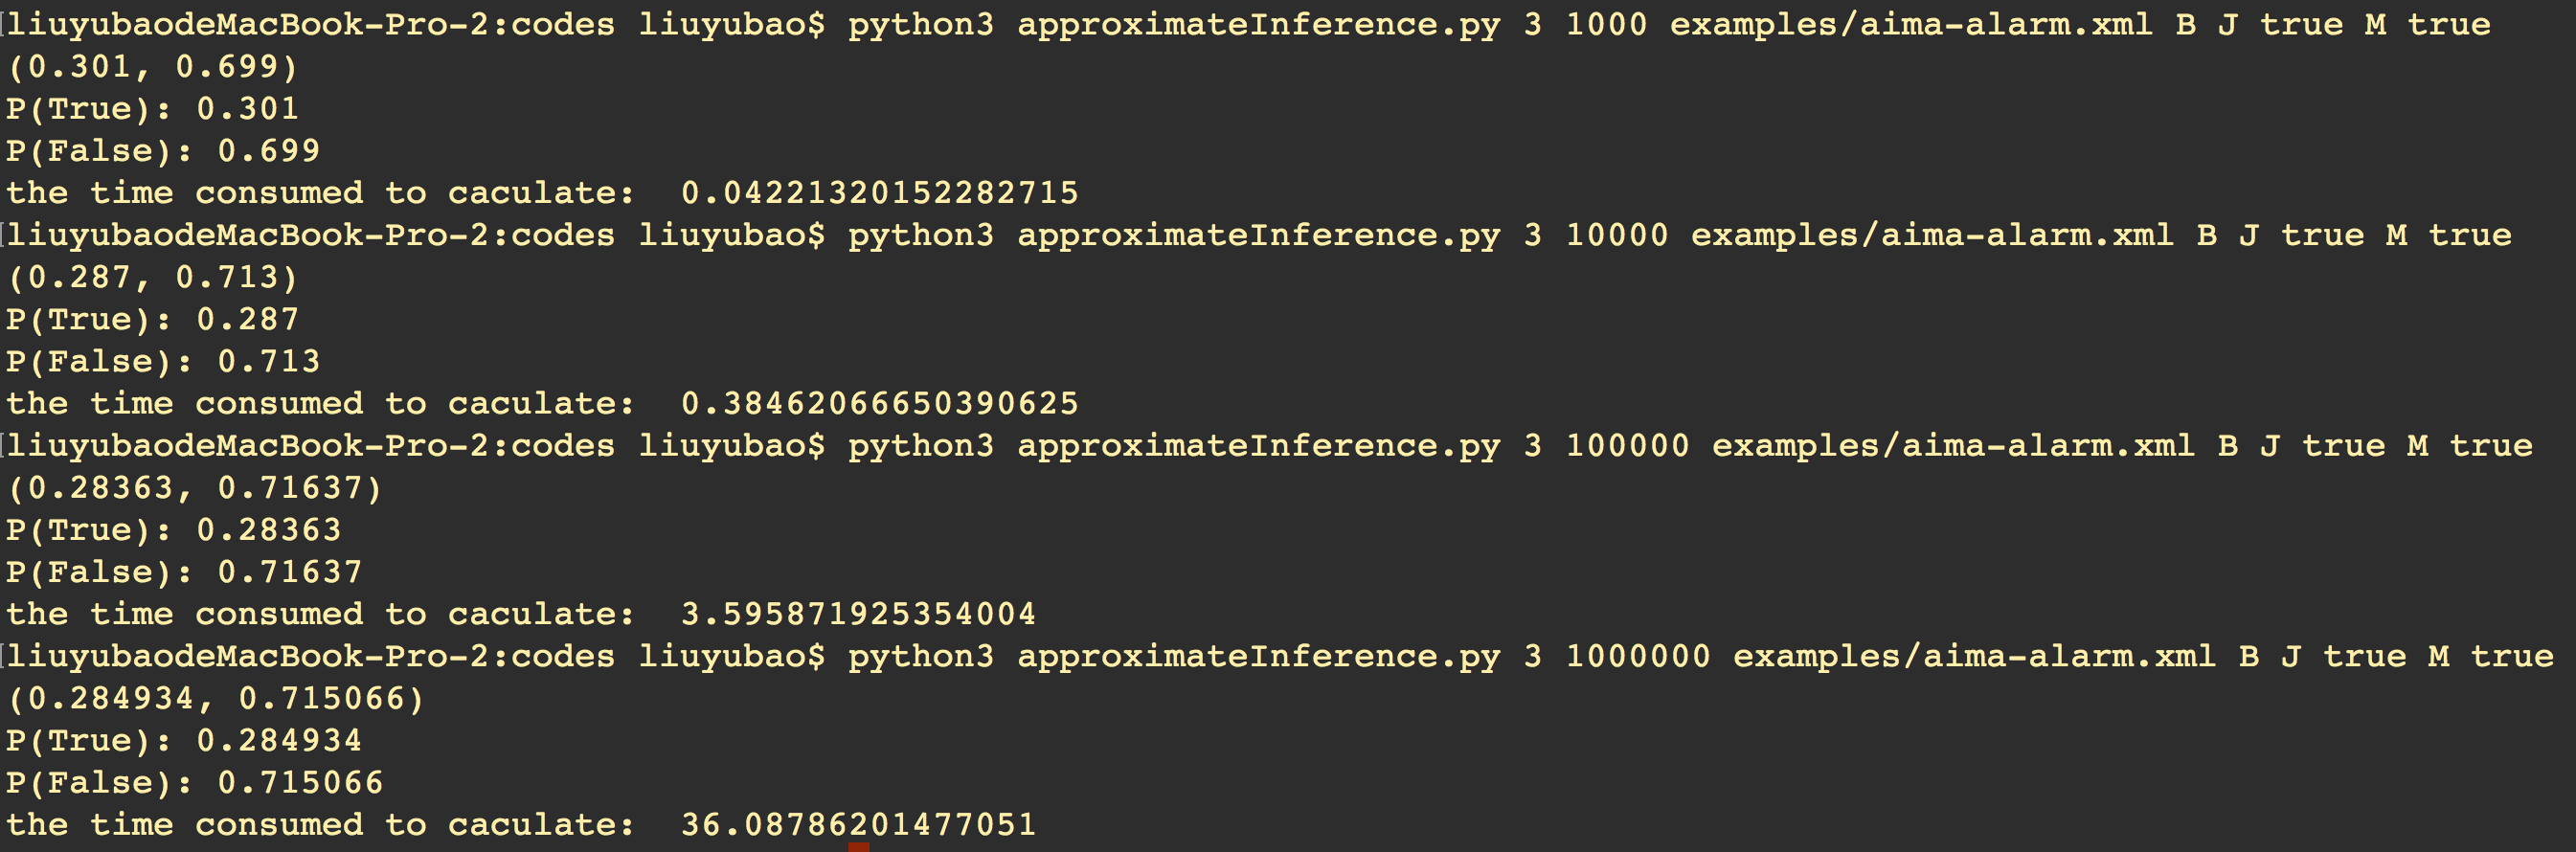 liuyubaodeMacBook-Pro-2:codes liuyubao$ python3 approximateInference.py 3 1000 examples/aima-alarm.xml B J true M true
(0.301, 0.699)
P(True): 0.301
P(False): 0.699
the time consumed to caculate:  0.04221320152282715
liuyubaodeMacBook-Pro-2:codes liuyubao$ python3 approximateInference.py 3 10000 examples/aima-alarm.xml B J true M true
(0.287, 0.713)
P(True): 0.287
P(False): 0.713
the time consumed to caculate:  0.38462066650390625
liuyubaodeMacBook-Pro-2:codes liuyubao$ python3 approximateInference.py 3 100000 examples/aima-alarm.xml B J true M true
(0.28363, 0.71637)
P(True): 0.28363
P(False): 0.71637
the time consumed to caculate:  3.595871925354004
liuyubaodeMacBook-Pro-2:codes liuyubao$ python3 approximateInference.py 3 1000000 examples/aima-alarm.xml B J true M true
(0.284934, 0.715066)
P(True): 0.284934
P(False): 0.715066
the time consumed to caculate:  36.08786201477051